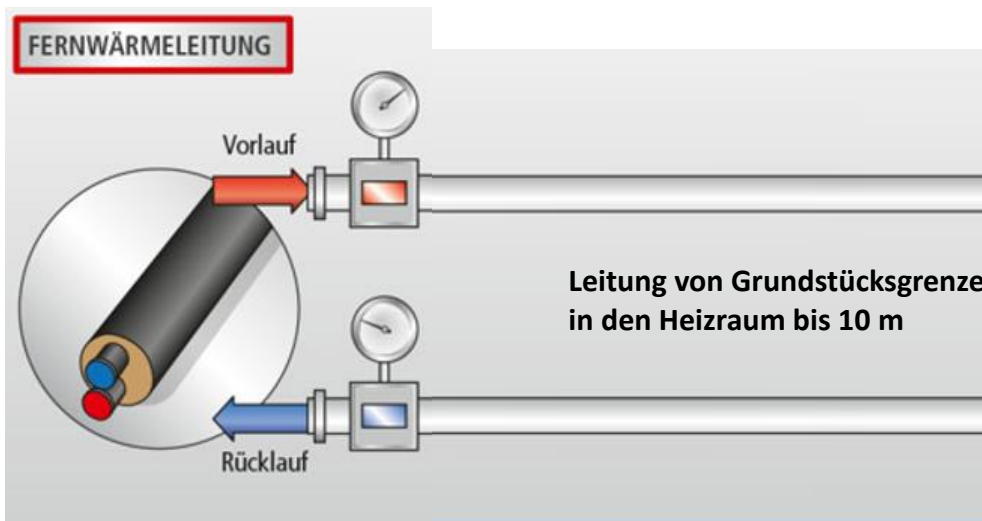 FERNWÄRMELEITUNG
Vorlauf
Leitung von Grundstücksgrenze
in den Heizraum bis 10 m
Rücklauf